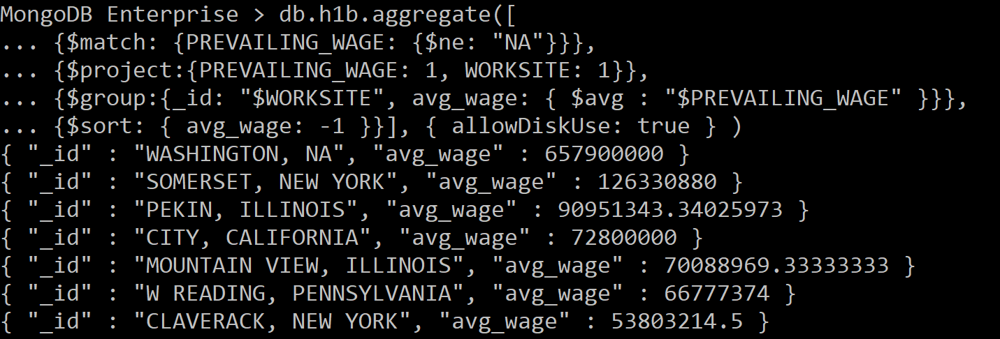 MongoDB Enterprise > db.h1b.aggregate([
... {$match: {PREVAILING_WAGE: {$ne: "NA"}}},
... {$project:{PREVAILING_WAGE: 1, WORKSITE: 1}},
... {$group:{_id: "$WORKSITE", avg_wage: { $avg : "$PREVAILING_WAGE" }}},
... {$sort: { avg_wage: -1 }}], { allowDiskUse: true } )
{ "_id" : "WASHINGTON, NA", "avg_wage" : 657900000 }
{ "_id" : "SOMERSET, NEW YORK", "avg_wage" : 126330880 }
{ "_id" : "PEKIN, ILLINOIS", "avg_wage" : 90951343.34025973 }
{ "_id" : "CITY, CALIFORNIA", "avg_wage" : 72800000 }
{ "_id" : "MOUNTAIN VIEW, ILLINOIS", "avg_wage" : 70088969.33333333 }
{ "_id" : "W READING, PENNSYLVANIA", "avg_wage" : 66777374 }
{ "_id" : "CLAVERACK, NEW YORK", "avg_wage" : 53803214.5 }